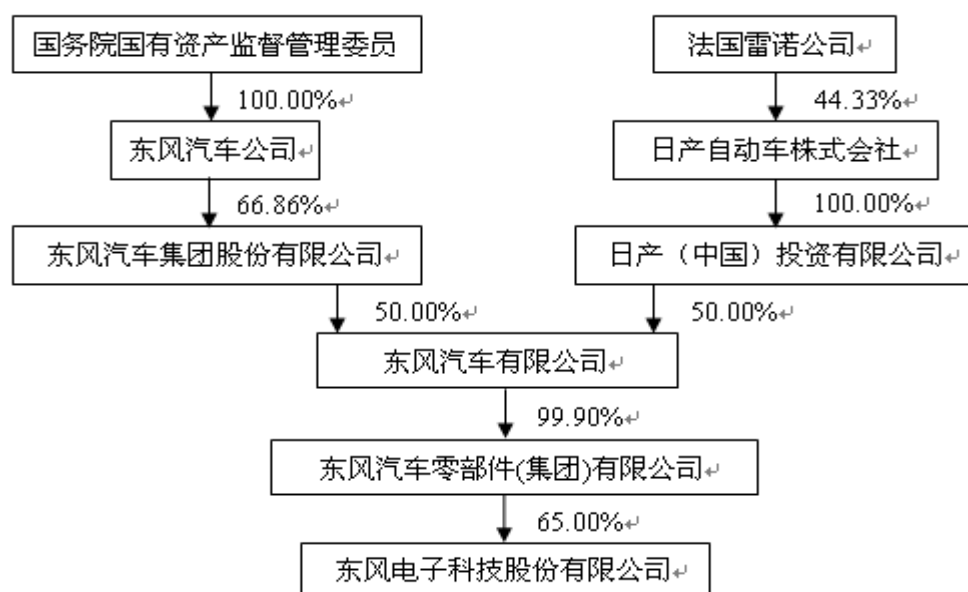 国务院国有资产监督管理委员
法国雷诺公司
100.00%
44.33%
东风汽车公司
日产自动车株式会社
66.86%
100.00%
东风汽车集团股份有限公司
日产（中国）投资有限公司
50.00%
50.00%
东风汽车有限公司
99.90%
东风汽车零部件(集团)有限公司
65.00%
东风电子科技股份有限公司